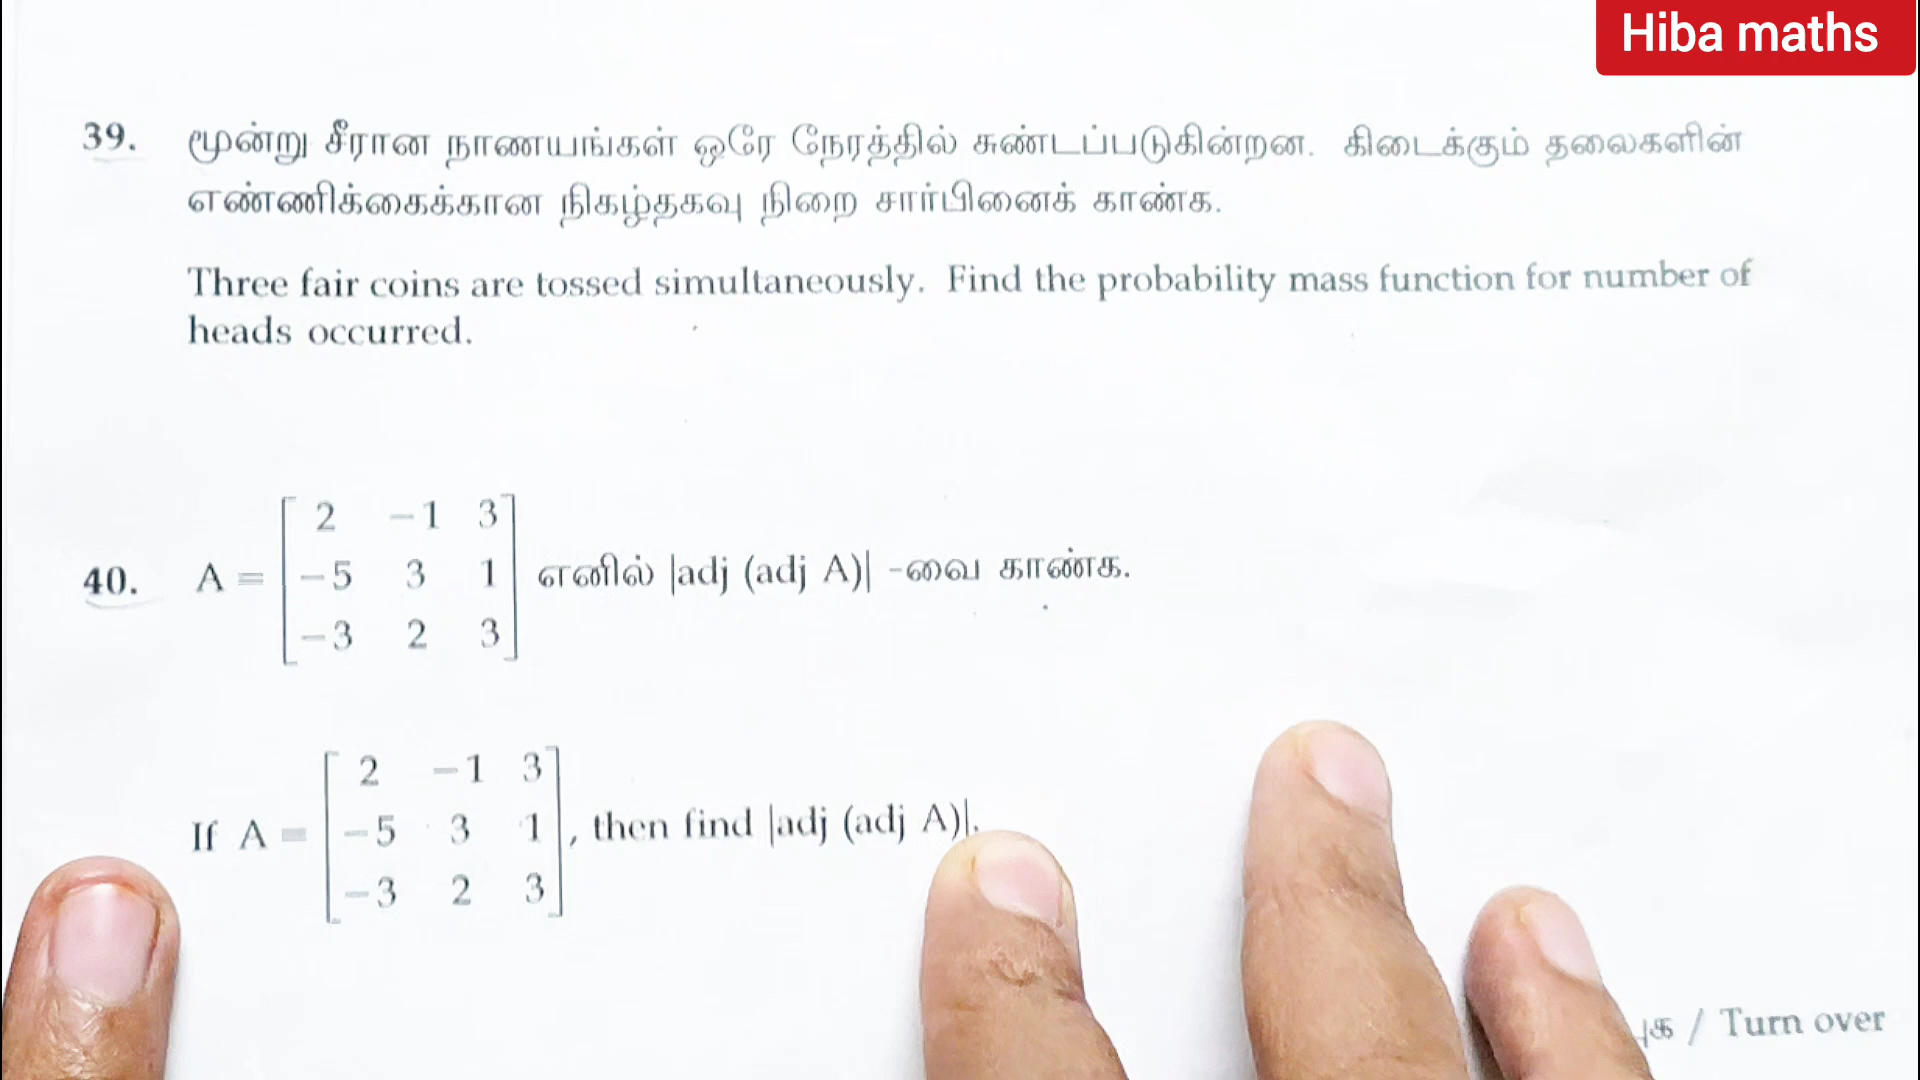 Hiba maths
39. மூன்று சீரான நாணயங்கள் ஒரே நேரத்தில் சுண்டப்படுகின்றன. கிடைக்கும் தலைகளின்
எண்ணிக்கைக்கான நிகழ்தகவு நிறை சார்பினைக் காண்க.
Three fair coins are tossed simultaneously. Find the probability mass function for number of
heads occurred.
2 −1 3
40. A = −5 3 1 எனில் |adj (adj A)| -வை காண்க.
−3 2 3
2 −1 3
If A = −5 3 1 , then find |adj (adj A)|.
−3 2 3
/ Turn over